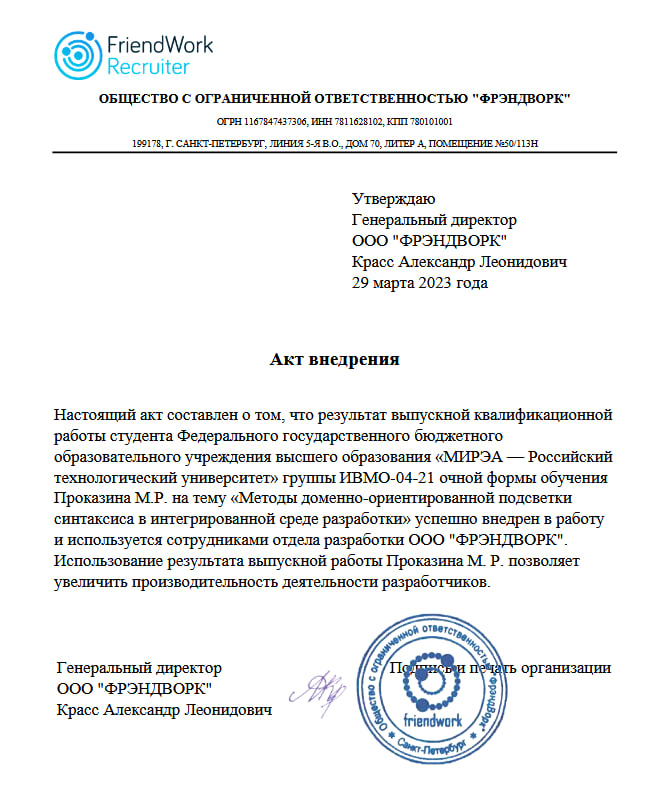 FriendWork
Recruiter
ОБЩЕСТВО С ОГРАНИЧЕННОЙ ОТВЕТСТВЕННОСТЬЮ "ФРЭНДВОРК"
ОГРН 1167847437306, ИНН 7811628102, КПП 780101001
199178, Г. САНКТ-ПЕТЕРБУРГ, ЛИНИЯ 5-Я В.О., ДОМ 70, ЛИТЕР А, ПОМЕЩЕНИЕ №50/113Н
Утверждаю
Генеральный директор
ООО "ФРЭНДВОРК"
Красс Александр Леонидович
29 марта 2023 года
Акт внедрения
Настоящий акт составлен о том, что результат выпускной квалификационной
работы студента Федерального государственного бюджетного
образовательного учреждения высшего образования «МИРЭА — Российский
технологический университет» группы ИВМО-04-21 очной формы обучения
Проказина М.Р. на тему «Методы доменно-ориентированной подсветки
синтаксиса в интегрированной среде разработки» успешно внедрен в работу
и используется сотрудниками отдела разработки ООО "ФРЭНДВОРК".
Использование результата выпускной работы Проказина М. Р. позволяет
увеличить производительность деятельности разработчиков.
Генеральный директор
ООО "ФРЭНДВОРК"
Красс Александр Леонидович
Подпись и печать организации
Общество с ограниченной ответственностью "ФрэндВорк"
friendwork
Санкт-Петербург